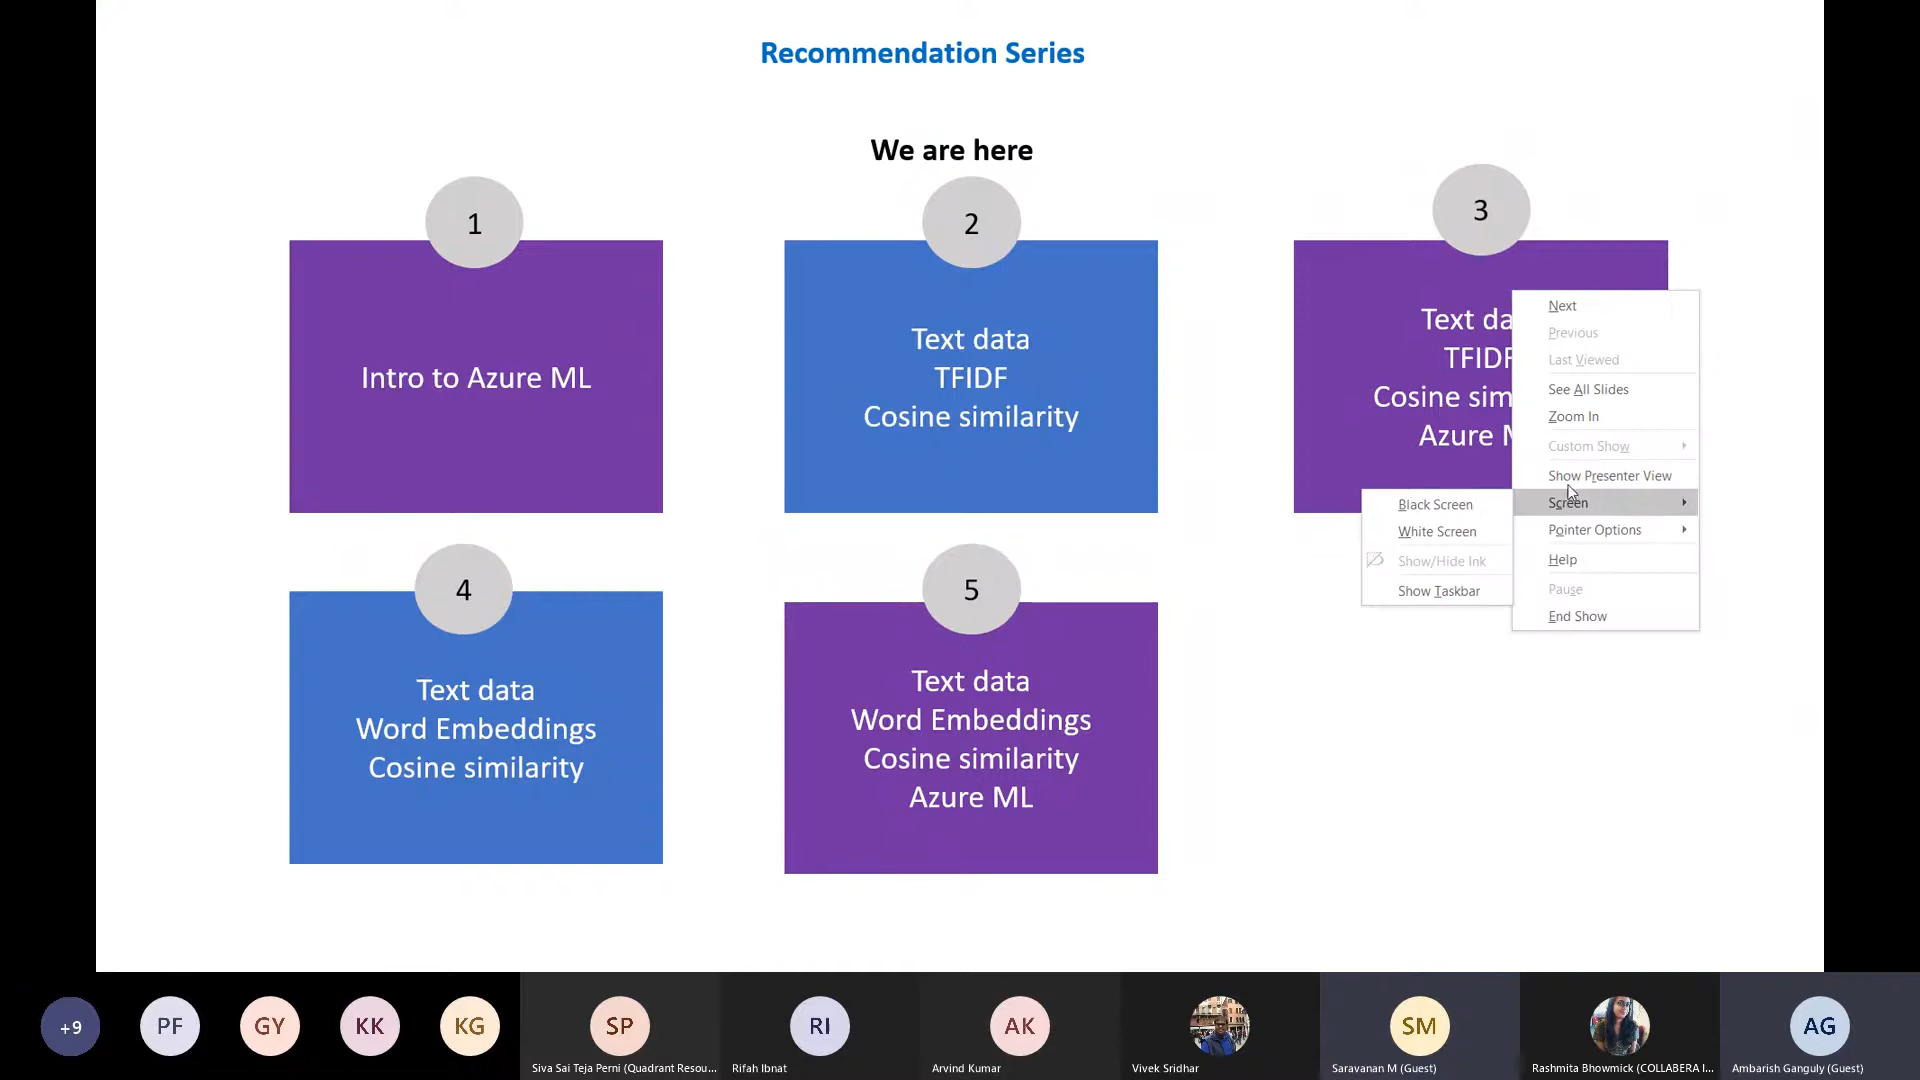 Recommendation Series
We are here
1
Intro to Azure ML
2
Text data
TFIDF
Cosine similarity
3
Text da
TFIDF
Cosine sim
Azure M
Next
Previous
Last Viewed
See All Slides
Zoom In
Custom Show
Show Presenter View
Screen
Pointer Options
Help
Pause
End Show
Black Screen
White Screen
Show/Hide Ink
Show Taskbar
4
Text data
Word Embeddings
Cosine similarity
5
Text data
Word Embeddings
Cosine similarity
Azure ML
+9
PF
GY
KK
KG
SP
Siva Sai Teja Perni (Quadrant Resou...
RI
Rifah Ibnat
AK
Arvind Kumar
Vivek Sridhar
SM
Saravanan M (Guest)
Rashmita Bhowmick (COLLABERA I...
AG
Ambarish Ganguly (Guest)